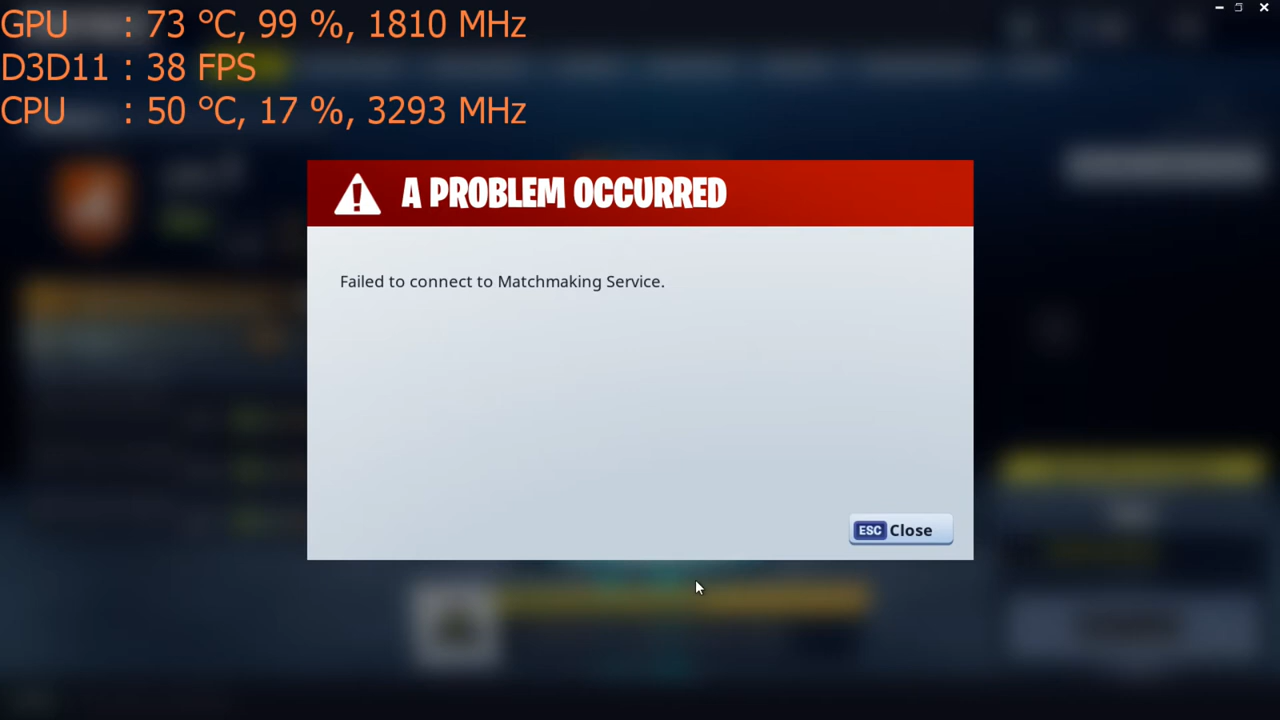 GPU : 73 °C, 99 %, 1810 MHz
D3D11 : 38 FPS
CPU : 50 °C, 17 %, 3293 MHz
A PROBLEM OCCURRED
Failed to connect to Matchmaking Service.
ESC Close